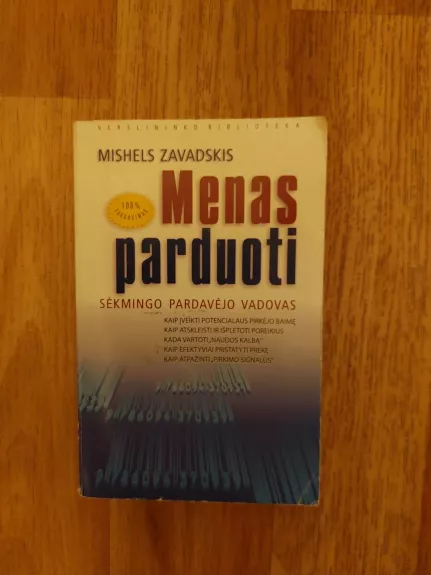 VERSLININKO BIBLIOTEKA
MISHELS ZAVADSKIS
100%
Menas
parduoti
SĖKMINGO PARDAVĖJO VADOVAS
KAIP ĮVEIKTI POTENCIALAUS PIRKĖJO BAIMĘ
KAIP ATSKLEISTI IR IŠPLĖTOTI POREIKIUS
KADA VARTOTI „NAUDOS KALBĄ“
KAIP EFEKTYVIAI PRISTATYTI PREKĘ
KAIP ATPAŽINTI „PIRKIMO SIGNALUS“